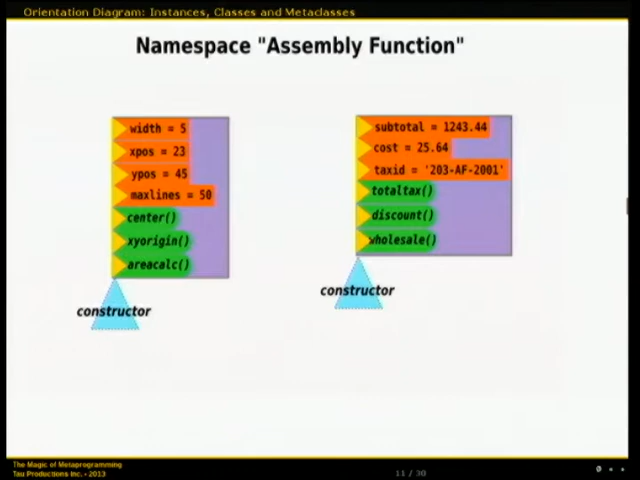 Orientation Diagram: Instances, Classes and Metaclasses
Namespace "Assembly Function"
width = 5
xpos = 23
ypos = 45
maxlines = 50
center()
xyorigin()
areacalc()
constructor
subtotal = 1243.44
cost = 25.64
taxid = '203-AF-2001'
totaltax()
discount()
wholesale()
constructor
The Magic of Metaprogramming
Tau Productions Inc. - 2013
11 / 30